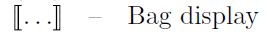 ⟦...⟧ – Bag display